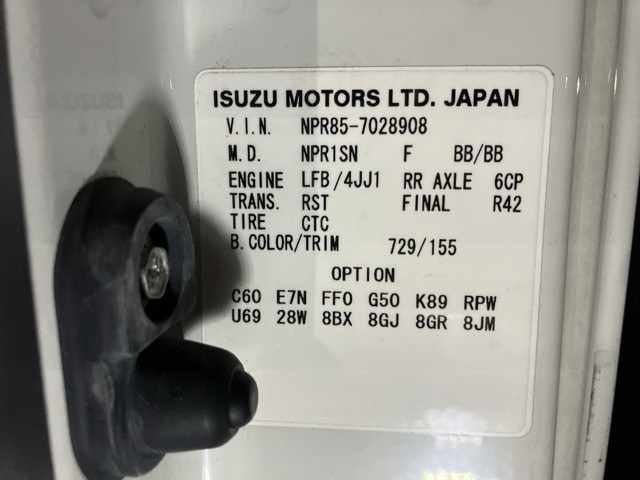 ISUZU MOTORS LTD. JAPAN
V.I.N. NPR85-7028908
M.D. NPR1SN F BB/BB
ENGINE LFB/4JJ1 RR AXLE 6CP
TRANS. RST FINAL R42
TIRE CTC
B.COLOR/TRIM 729/155
OPTION
C60 E7N FF0 G50 K89 RPW
U69 28W 8BX 8GJ 8GR 8JM